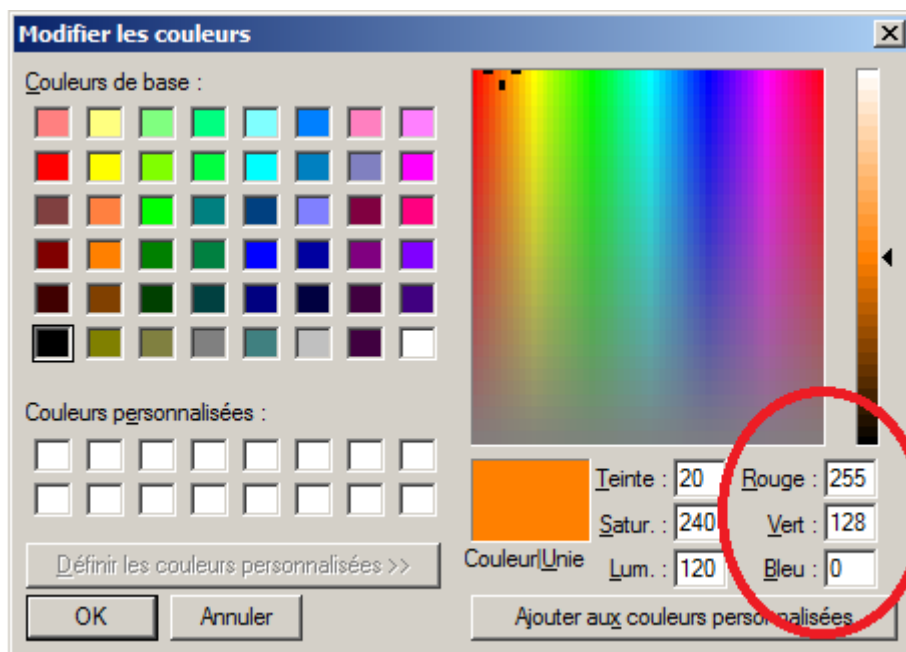 Modifier les couleurs
Couleurs de base :
Couleurs personnalisées :
Définir les couleurs personnalisées >>
OK
Annuler
Couleur|Unie
Teinte : 20
Satur. : 240
Lum. : 120
Rouge : 255
Vert : 128
Bleu : 0
Ajouter aux couleurs personnalisées